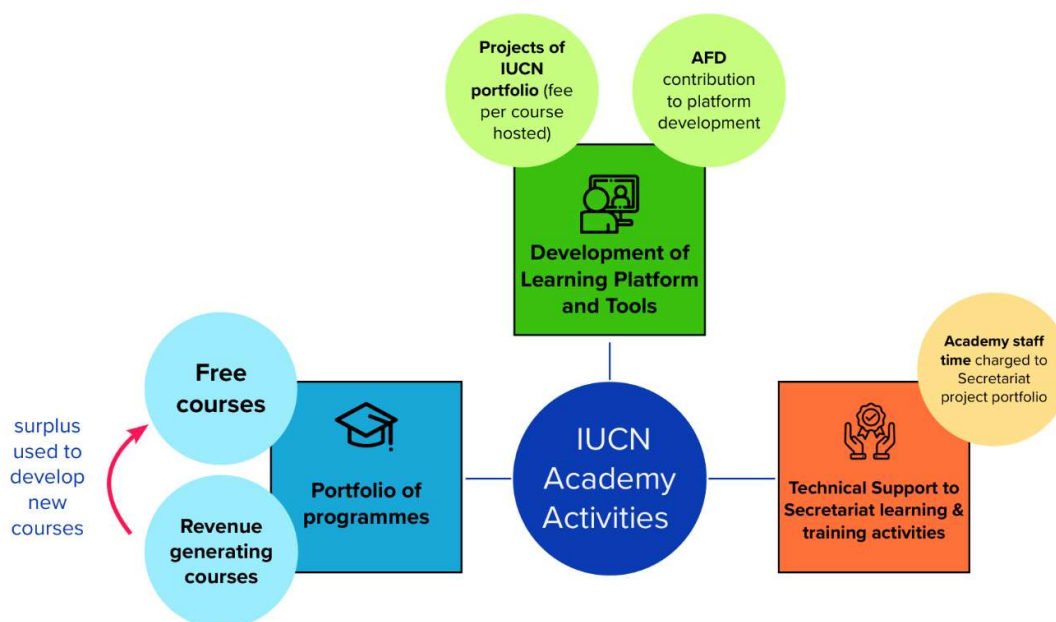 Projects of
IUCN
portfolio (fee
per course
hosted)
AFD
contribution
to platform
development
Development of
Learning Platform
and Tools
Free
courses
surplus
used to
develop
new
courses
Revenue
generating
courses
Portfolio of
programmes
IUCN
Academy
Activities
Academy staff
time charged to
Secretariat
project portfolio
Technical Support to
Secretariat learning &
training activities